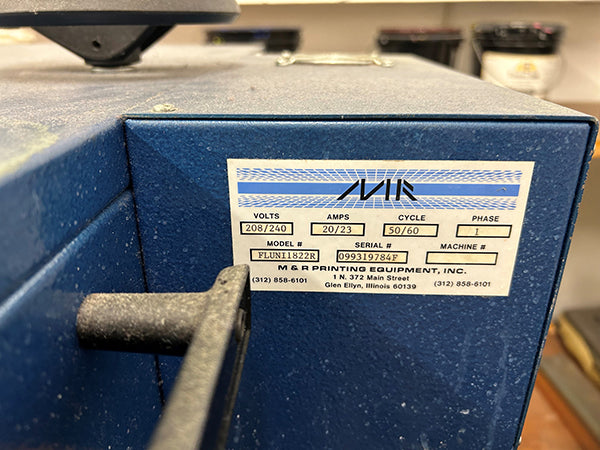 M&R
VOLTS AMPS CYCLE PHASE
208/240 20/23 50/60 1
MODEL # SERIAL # MACHINE #
FLUNI1822R 099319784F
M & R PRINTING EQUIPMENT, INC.
(312) 858-6101 1 N. 372 Main Street (312) 858-6101
Glen Ellyn, Illinois 60139